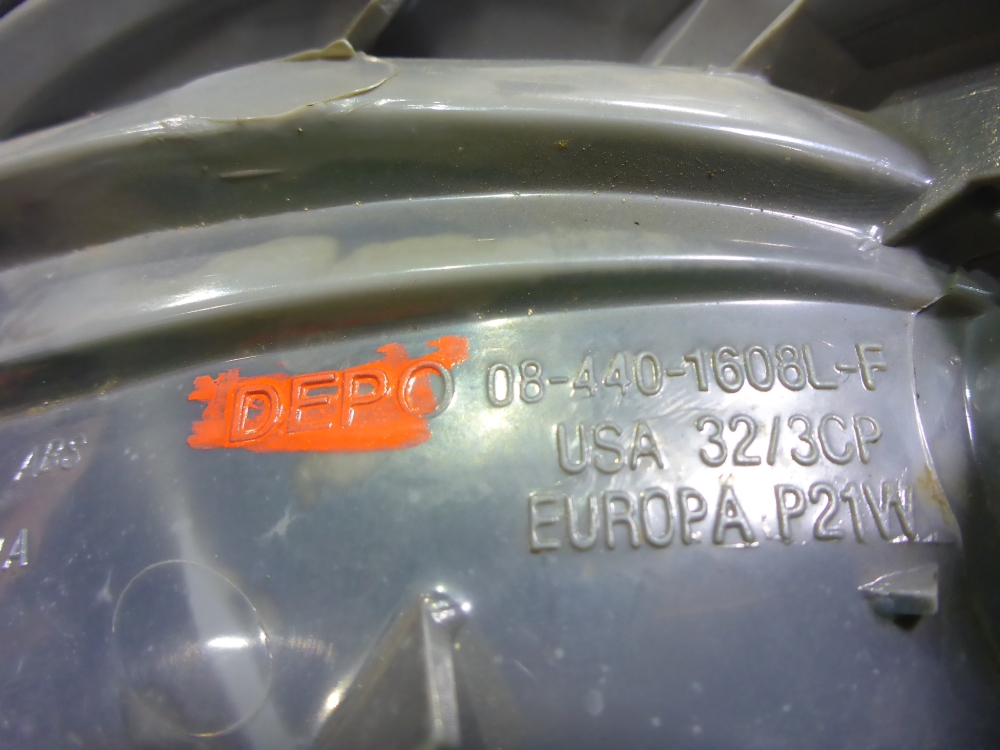 DEPO 08-440-1608L-F
USA 32/3CP
EUROPA P21W